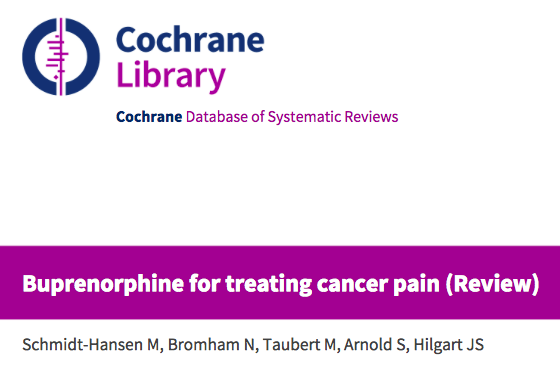 Cochrane
Library
Cochrane Database of Systematic Reviews
Buprenorphine for treating cancer pain (Review)
Schmidt-Hansen M, Bromham N, Taubert M, Arnold S, Hilgart JS